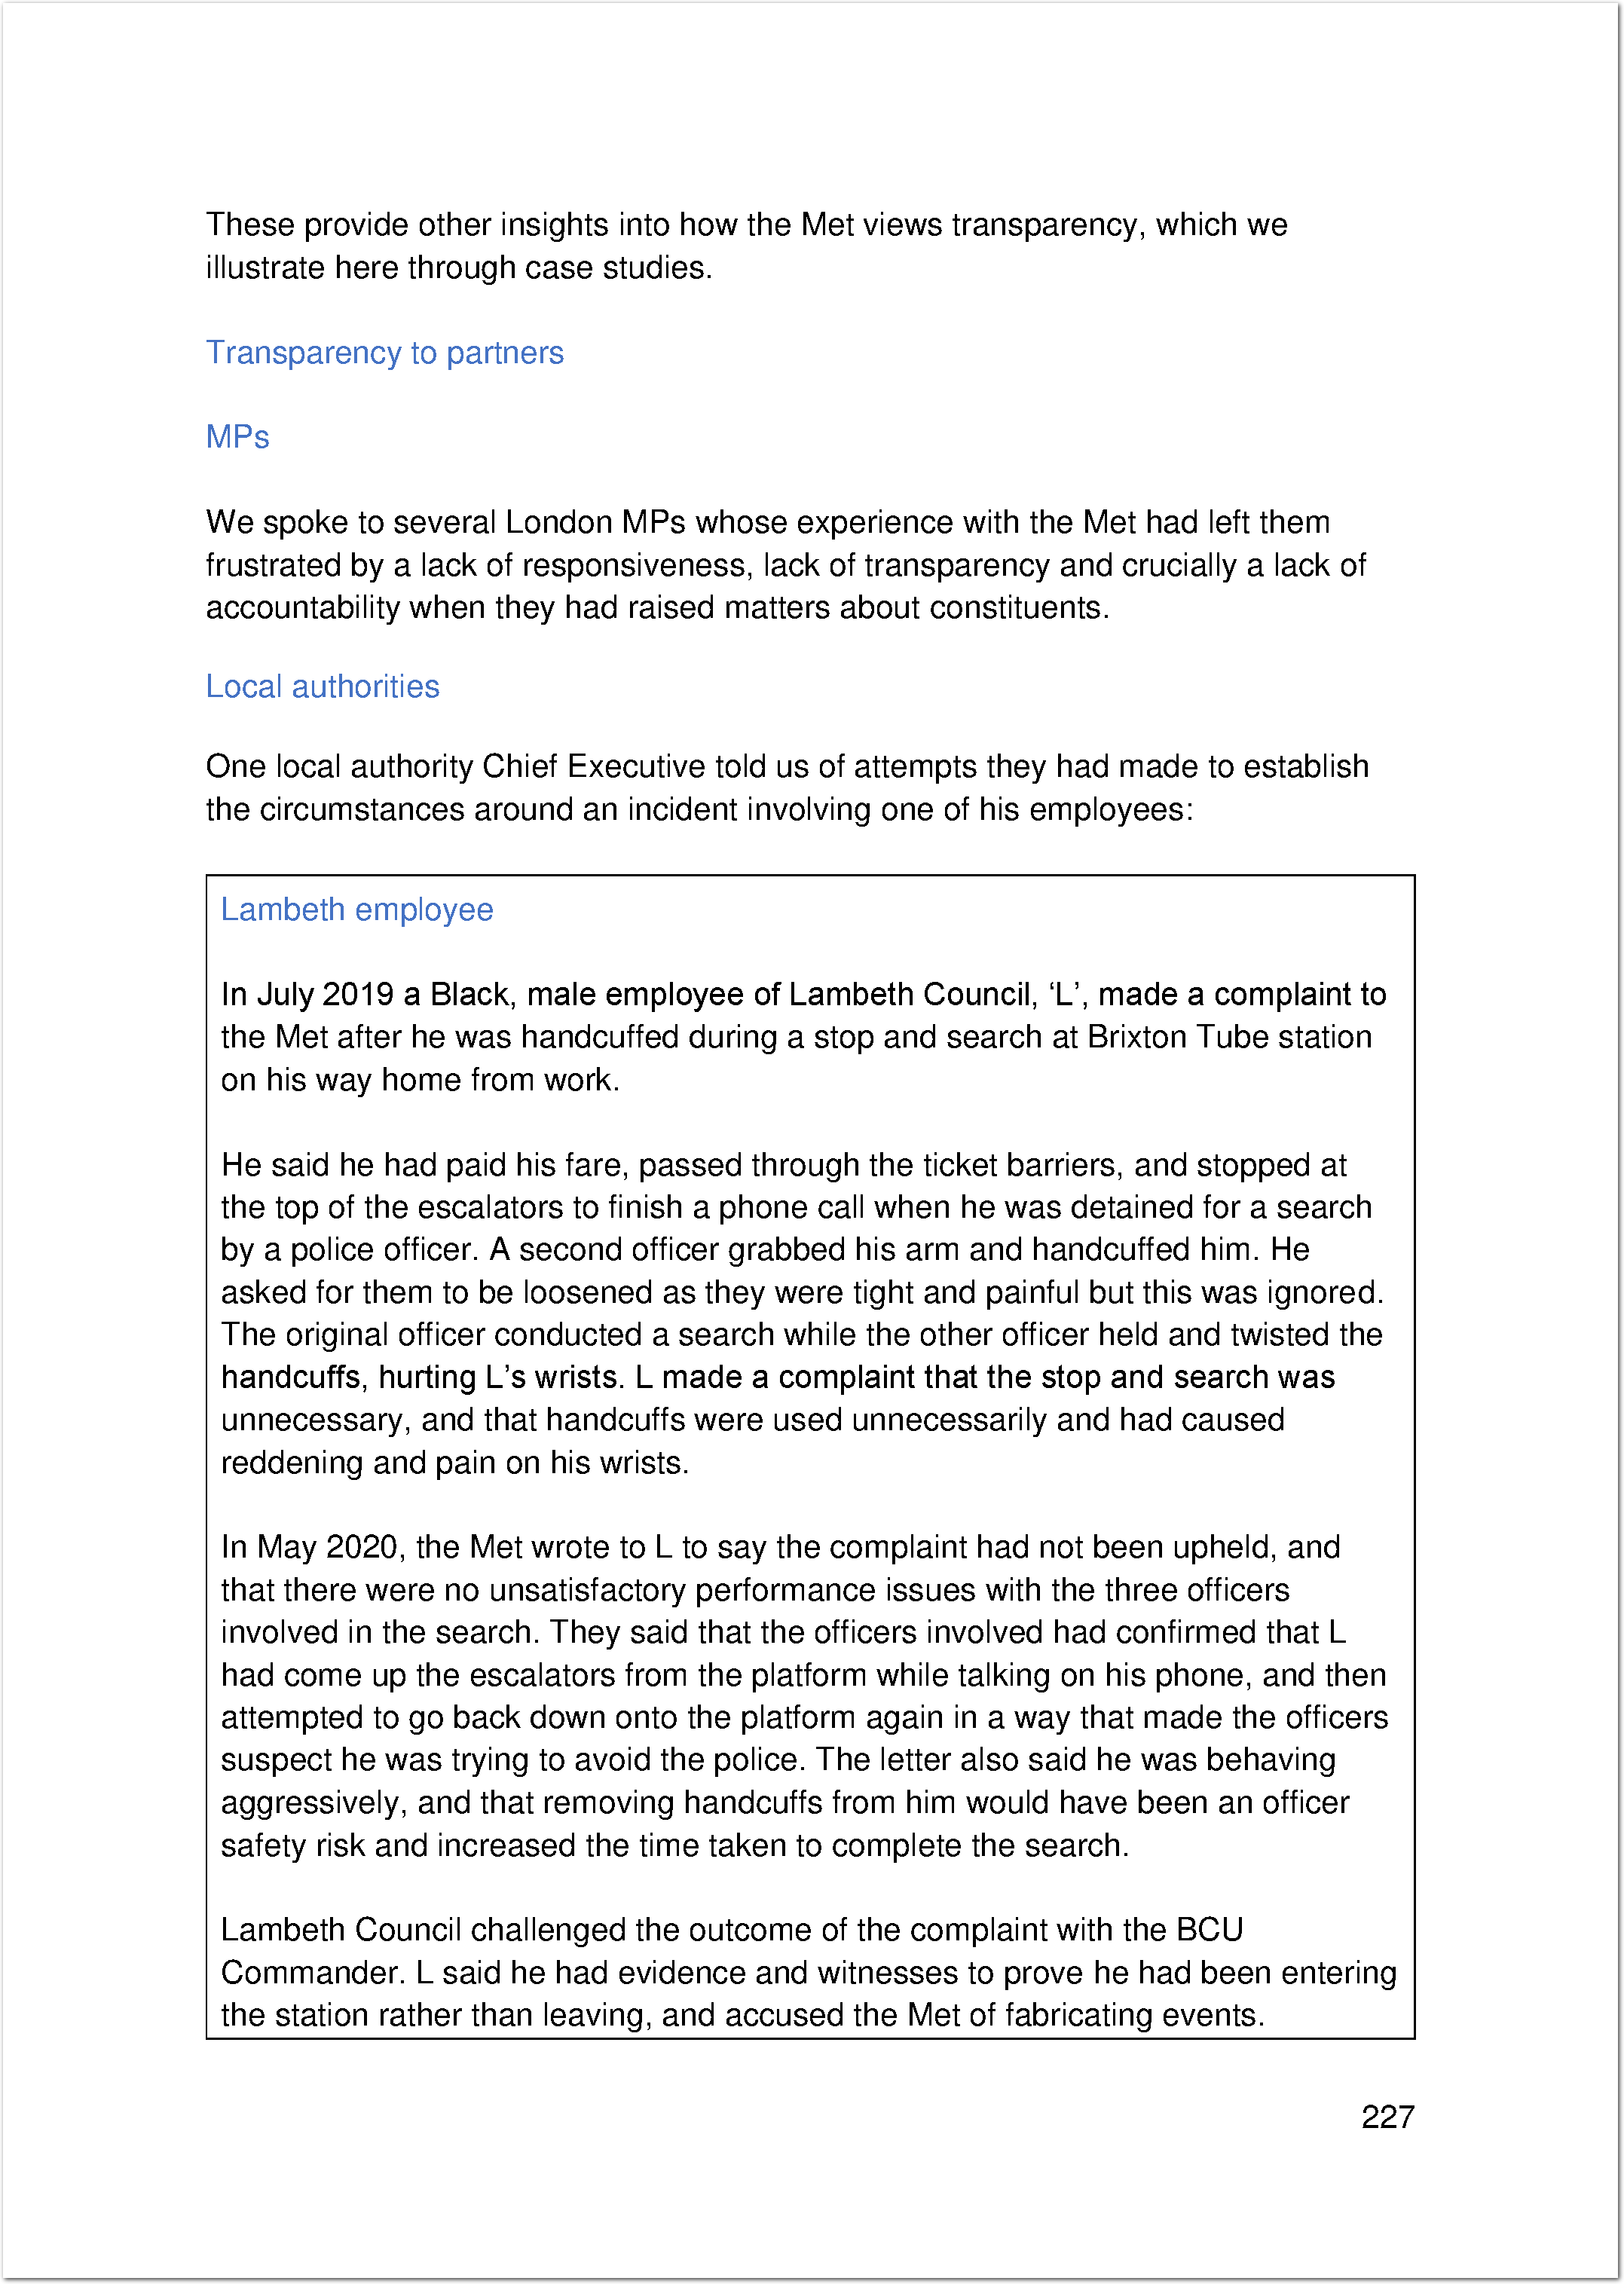 These provide other insights into how the Met views transparency, which we
illustrate here through case studies.
Transparency to partners
MPs
We spoke to several London MPs whose experience with the Met had left them
frustrated by a lack of responsiveness, lack of transparency and crucially a lack of
accountability when they had raised matters about constituents.
Local authorities
One local authority Chief Executive told us of attempts they had made to establish
the circumstances around an incident involving one of his employees:
Lambeth employee
In July 2019 a Black, male employee of Lambeth Council, ‘L’, made a complaint to
the Met after he was handcuffed during a stop and search at Brixton Tube station
on his way home from work.
He said he had paid his fare, passed through the ticket barriers, and stopped at
the top of the escalators to finish a phone call when he was detained for a search
by a police officer. A second officer grabbed his arm and handcuffed him. He
asked for them to be loosened as they were tight and painful but this was ignored.
The original officer conducted a search while the other officer held and twisted the
handcuffs, hurting L’s wrists. L made a complaint that the stop and search was
unnecessary, and that handcuffs were used unnecessarily and had caused
reddening and pain on his wrists.
In May 2020, the Met wrote to L to say the complaint had not been upheld, and
that there were no unsatisfactory performance issues with the three officers
involved in the search. They said that the officers involved had confirmed that L
had come up the escalators from the platform while talking on his phone, and then
attempted to go back down onto the platform again in a way that made the officers
suspect he was trying to avoid the police. The letter also said he was behaving
aggressively, and that removing handcuffs from him would have been an officer
safety risk and increased the time taken to complete the search.
Lambeth Council challenged the outcome of the complaint with the BCU
Commander. L said he had evidence and witnesses to prove he had been entering
the station rather than leaving, and accused the Met of fabricating events.
227